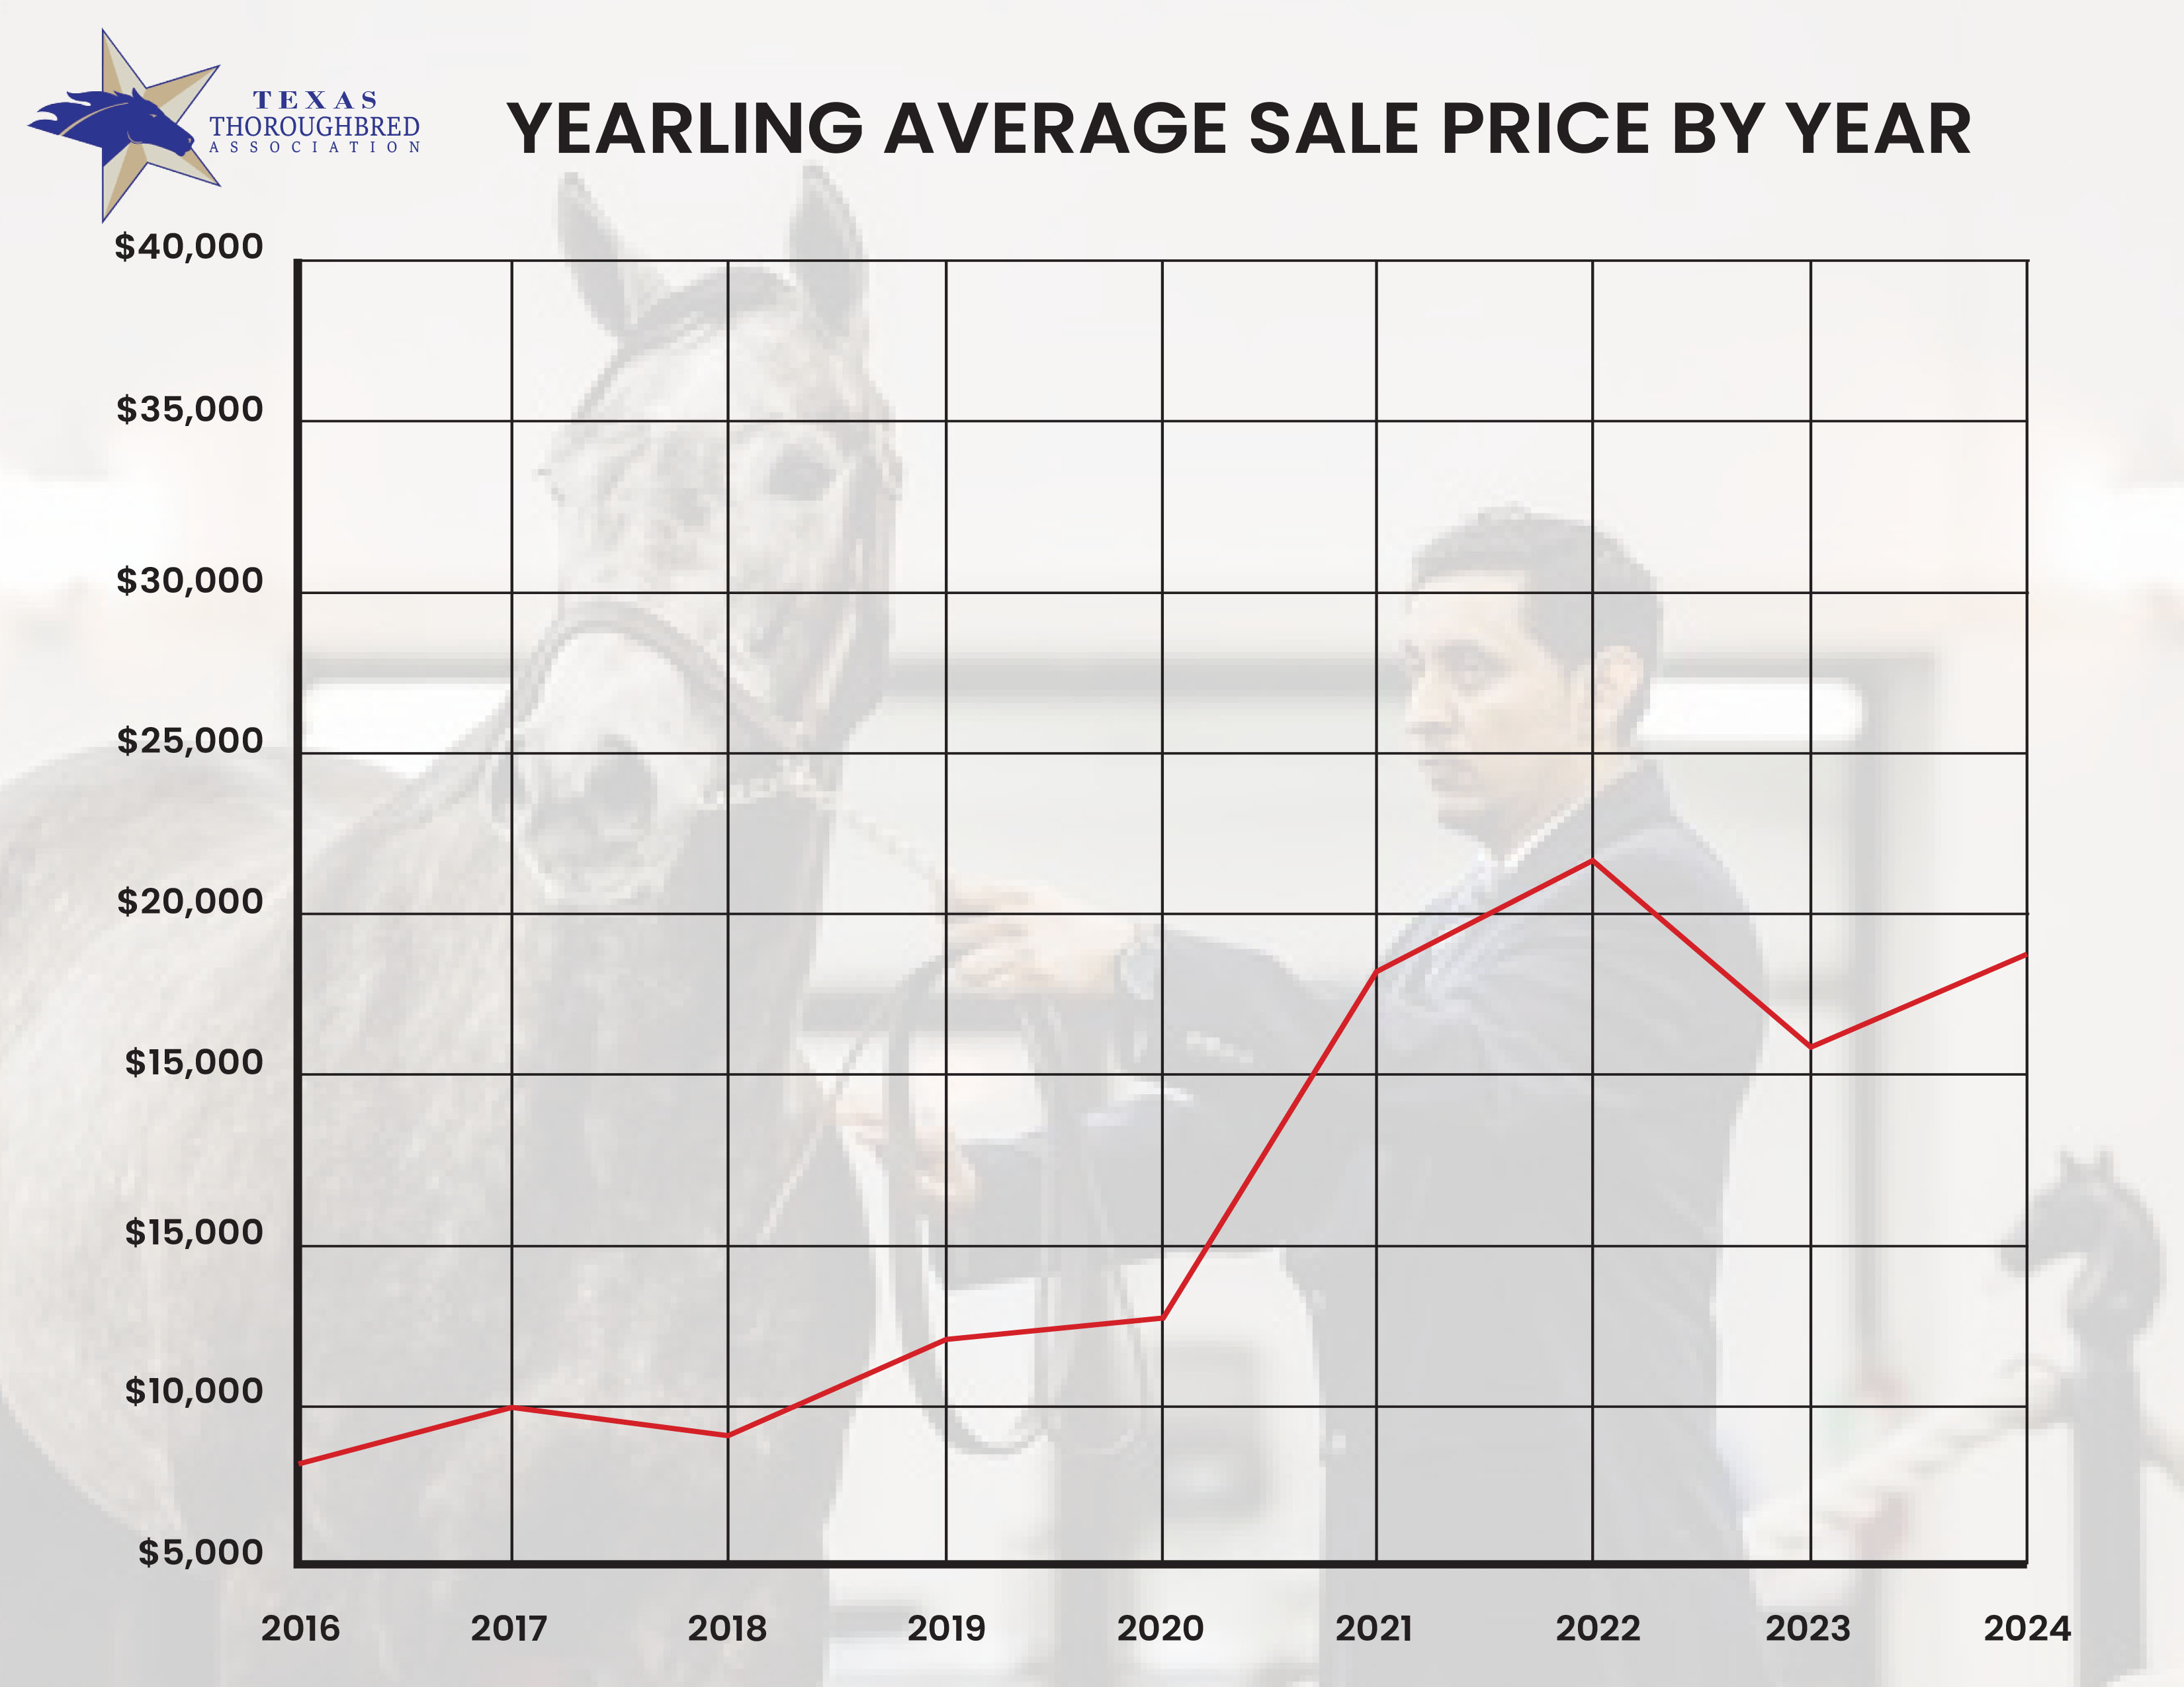 TEXAS
THOROUGHBRED
ASSOCIATION
YEARLING AVERAGE SALE PRICE BY YEAR
$40,000
$35,000
$30,000
$25,000
$20,000
$15,000
$15,000
$10,000
$5,000
2016 2017 2018 2019 2020 2021 2022 2023 2024